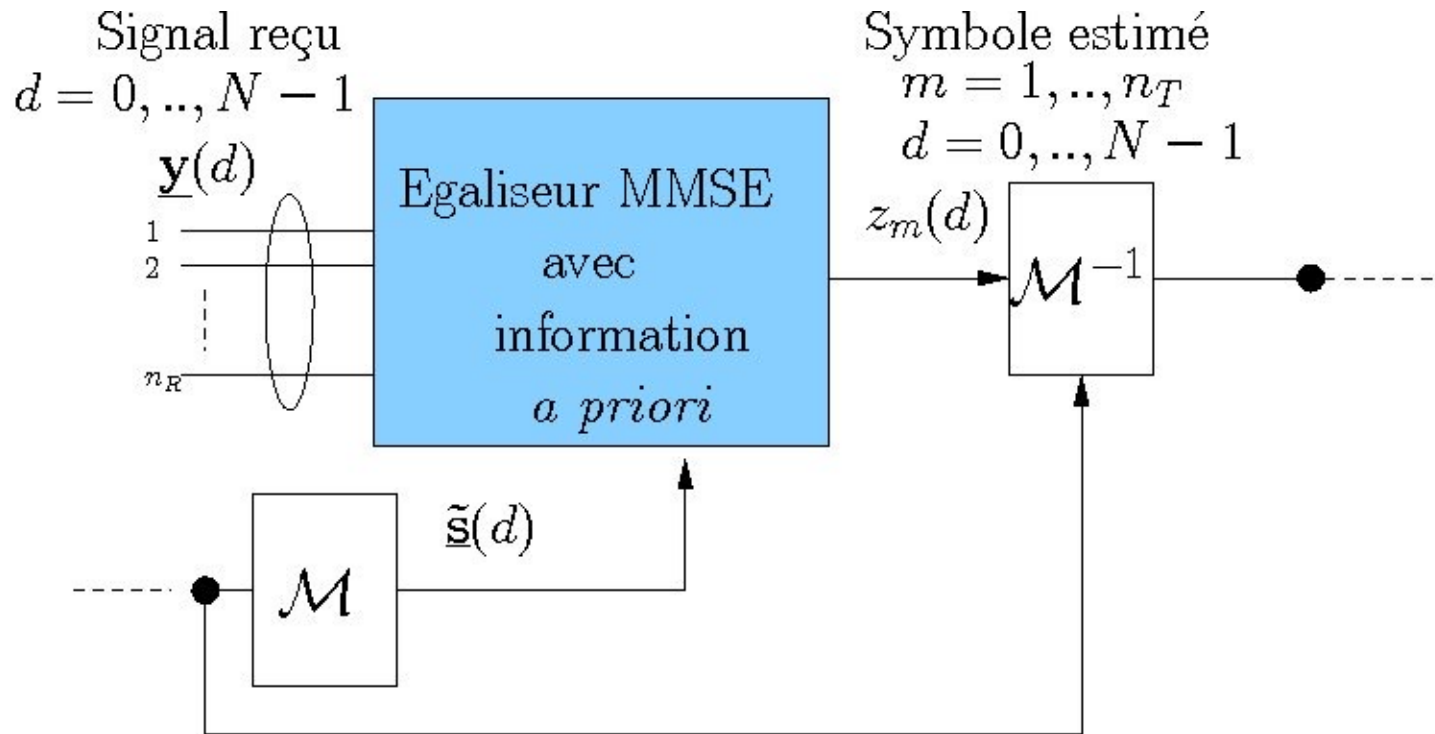 Signal reçu
d = 0, .., N − 1
y(d)
1
2
n_R
Egaliseur MMSE
avec
information
a priori
Symbole estimé
m = 1, .., n_T
d = 0, .., N − 1
z_m(d)
ℳ⁻¹
s̃(d)
ℳ